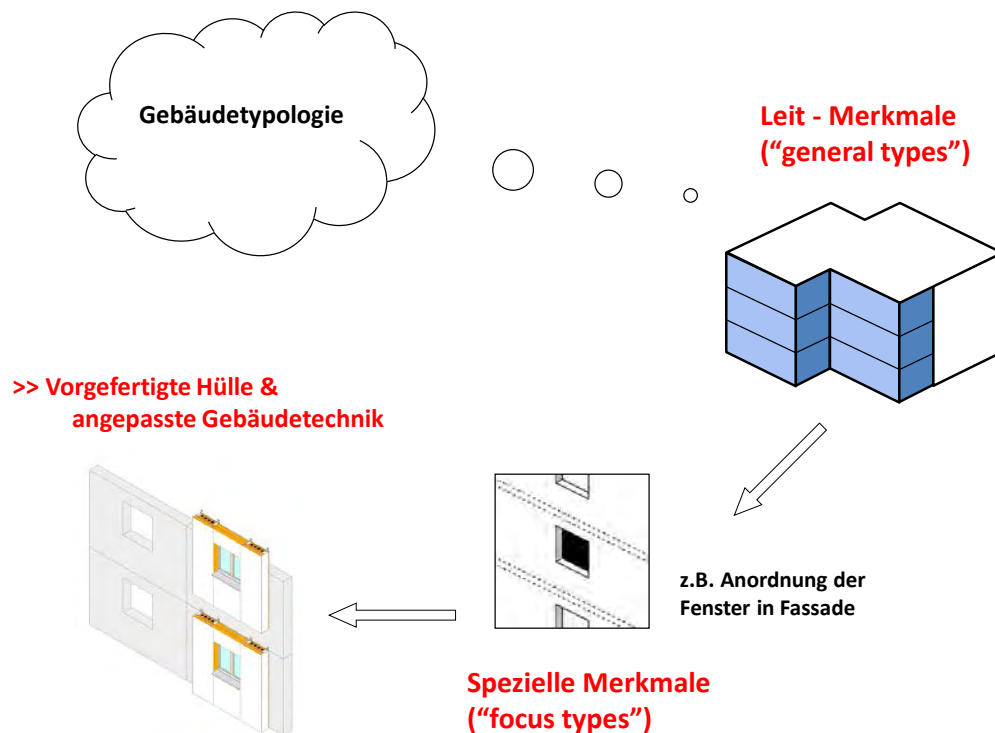 Gebäudetypologie
Leit - Merkmale
(“general types”)
>> Vorgefertigte Hülle &
angepasste Gebäudetechnik
z.B. Anordnung der
Fenster in Fassade
Spezielle Merkmale
(“focus types”)